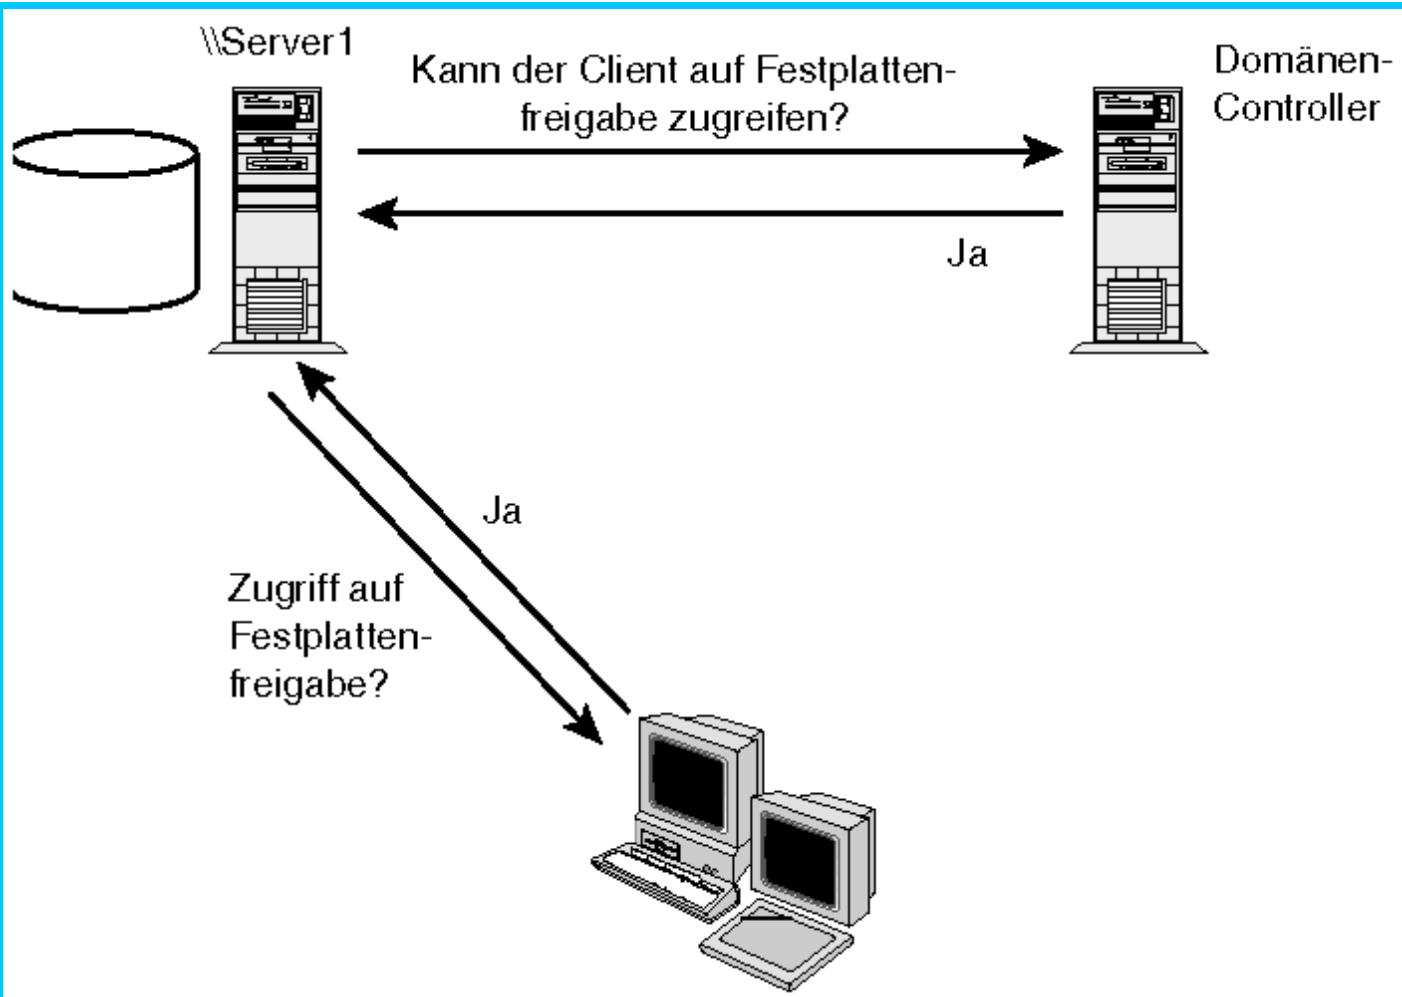 \\Server1
Kann der Client auf Festplatten-
freigabe zugreifen?
Domänen-
Controller
Ja
Ja
Zugriff auf
Festplatten-
freigabe?